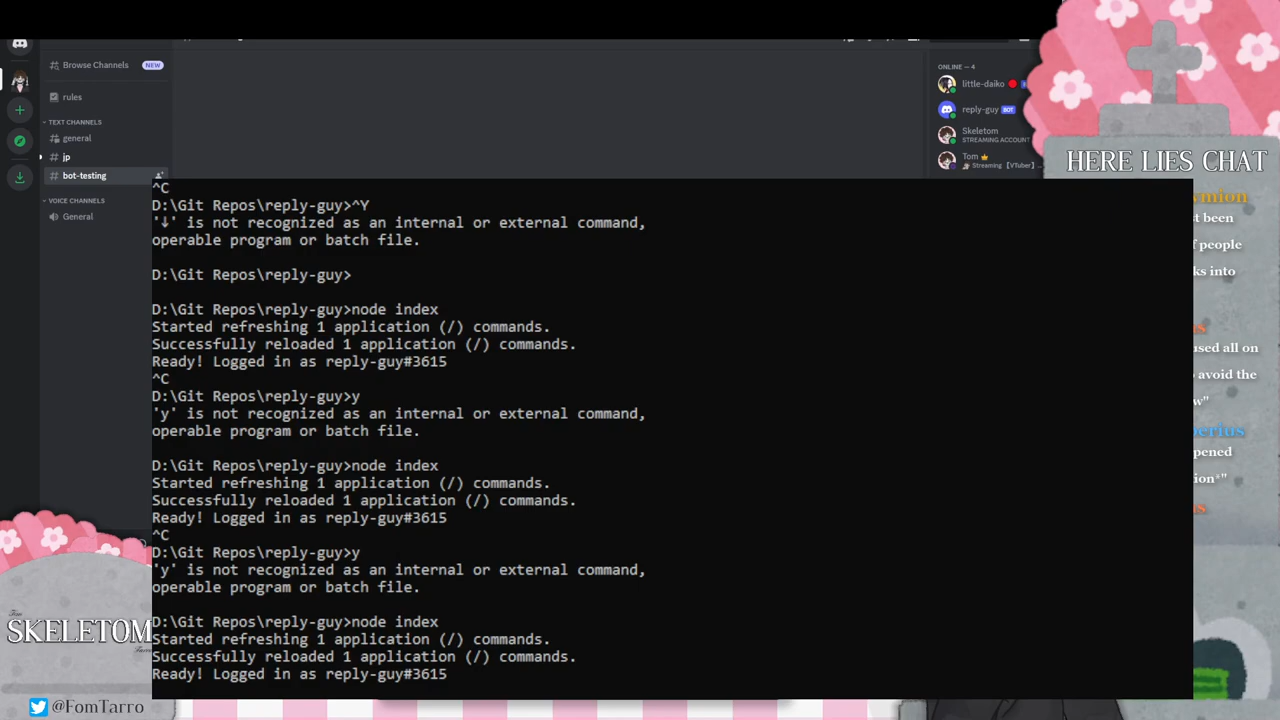 Browse Channels NEW
rules
TEXT CHANNELS
general
jp
bot-testing
VOICE CHANNELS
General
ONLINE — 4
little-daiko
reply-guy BOT
Skeletom
STREAMING ACCOUNT
Tom
Streaming 【VTuber】
^C
D:\Git Repos\reply-guy>^Y
'↓' is not recognized as an internal or external command,
operable program or batch file.
D:\Git Repos\reply-guy>
D:\Git Repos\reply-guy>node index
Started refreshing 1 application (/) commands.
Successfully reloaded 1 application (/) commands.
Ready! Logged in as reply-guy#3615
^C
D:\Git Repos\reply-guy>y
'y' is not recognized as an internal or external command,
operable program or batch file.
D:\Git Repos\reply-guy>node index
Started refreshing 1 application (/) commands.
Successfully reloaded 1 application (/) commands.
Ready! Logged in as reply-guy#3615
^C
D:\Git Repos\reply-guy>y
'y' is not recognized as an internal or external command,
operable program or batch file.
D:\Git Repos\reply-guy>node index
Started refreshing 1 application (/) commands.
Successfully reloaded 1 application (/) commands.
Ready! Logged in as reply-guy#3615
HERE LIES CHAT
been
people
into
all on
avoid the
SKELETOM
@FomTarro